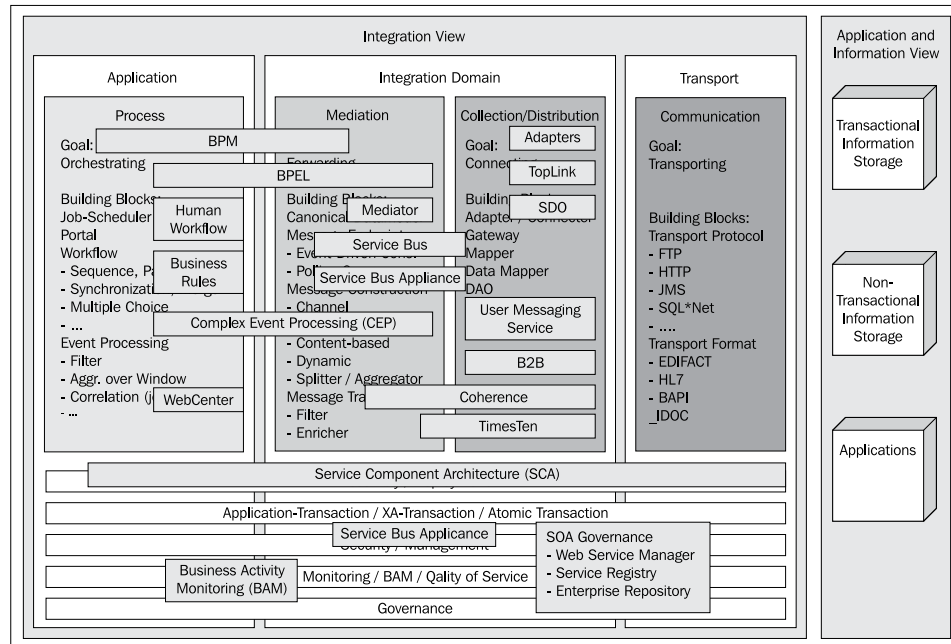 Integration View
Application and
Information View
Application
Integration Domain
Transport
Process
Goal:
Orchestrating
Building Blocks:
Job-Scheduler
Portal
Workflow
- Sequence,
- Synchronization,
- Multiple Choice
- ...
Event Processing
- Filter
- Aggr. over Window
- Correlation
- ...
BPM
BPEL
Human
Workflow
Business
Rules
Complex Event Processing (CEP)
WebCenter
Mediation
Forwarding
Building Blocks:
Canonical
Message
- Event
Message Construction
- Channel
- Content-based
- Dynamic
- Splitter / Aggregator
Message
- Filter
- Enricher
Mediator
Service Bus
Service Bus Appliance
Collection/Distribution
Goal:
Connecting
Building
Adapter / Connector
Gateway
Mapper
Data Mapper
DAO
Adapters
TopLink
SDO
User Messaging
Service
B2B
Coherence
TimesTen
Communication
Goal:
Transporting
Building Blocks:
Transport Protocol
- FTP
- HTTP
- JMS
- SQL*Net
- ....
Transport Format
- EDIFACT
- HL7
- BAPI
_IDOC
Transactional
Information
Storage
Non-
Transactional
Information
Storage
Applications
Service Component Architecture (SCA)
Application-Transaction / XA-Transaction / Atomic Transaction
Service Bus Applicance
Security / Management
SOA Governance
- Web Service Manager
- Service Registry
- Enterprise Repository
Business Activity
Monitoring (BAM)
Monitoring / BAM / Qality of Service
Governance